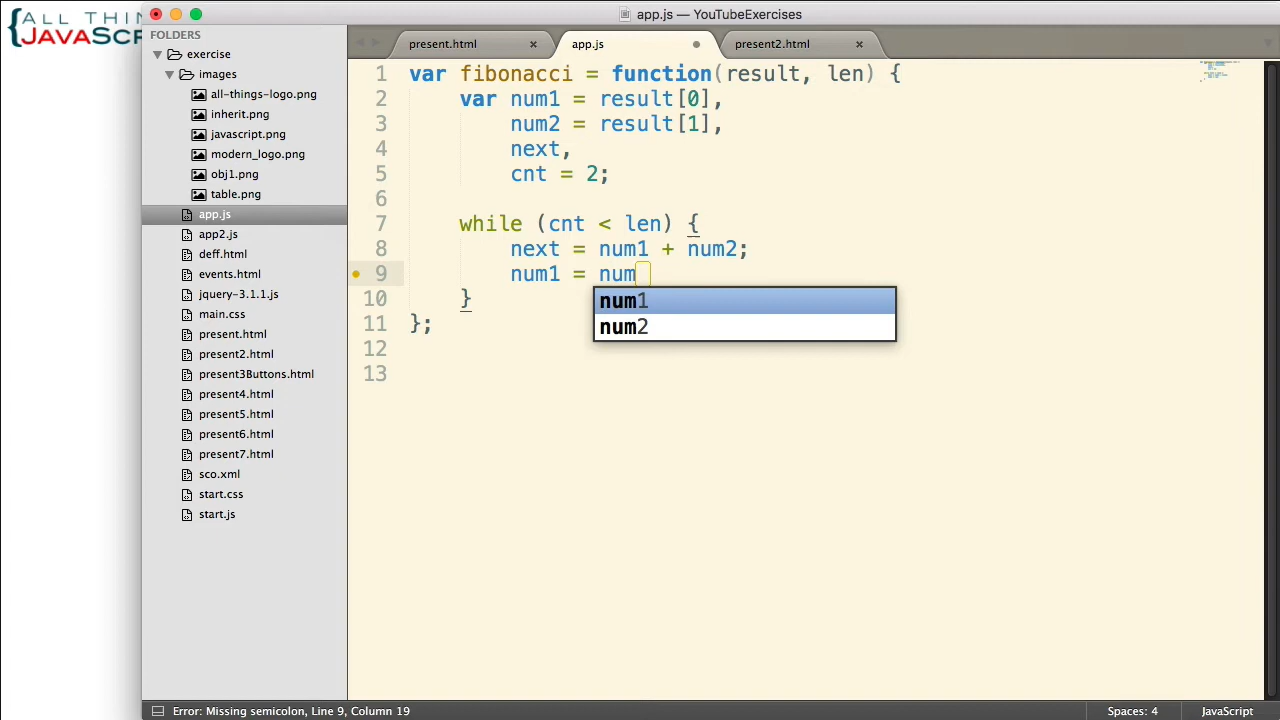 {ALL THIN
JAVASCRI
app.js — YouTubeExercises
FOLDERS
exercise
images
all-things-logo.png
inherit.png
javascript.png
modern_logo.png
obj1.png
table.png
app.js
app2.js
deff.html
events.html
jquery-3.1.1.js
main.css
present.html
present2.html
present3Buttons.html
present4.html
present5.html
present6.html
present7.html
sco.xml
start.css
start.js
present.html × app.js present2.html ×
1 var fibonacci = function(result, len) {
2 var num1 = result[0],
3 num2 = result[1],
4 next,
5 cnt = 2;
6
7 while (cnt < len) {
8 next = num1 + num2;
9 num1 = num
10 }
11 };
12
13
num1
num2
Error: Missing semicolon, Line 9, Column 19 Spaces: 4 JavaScript